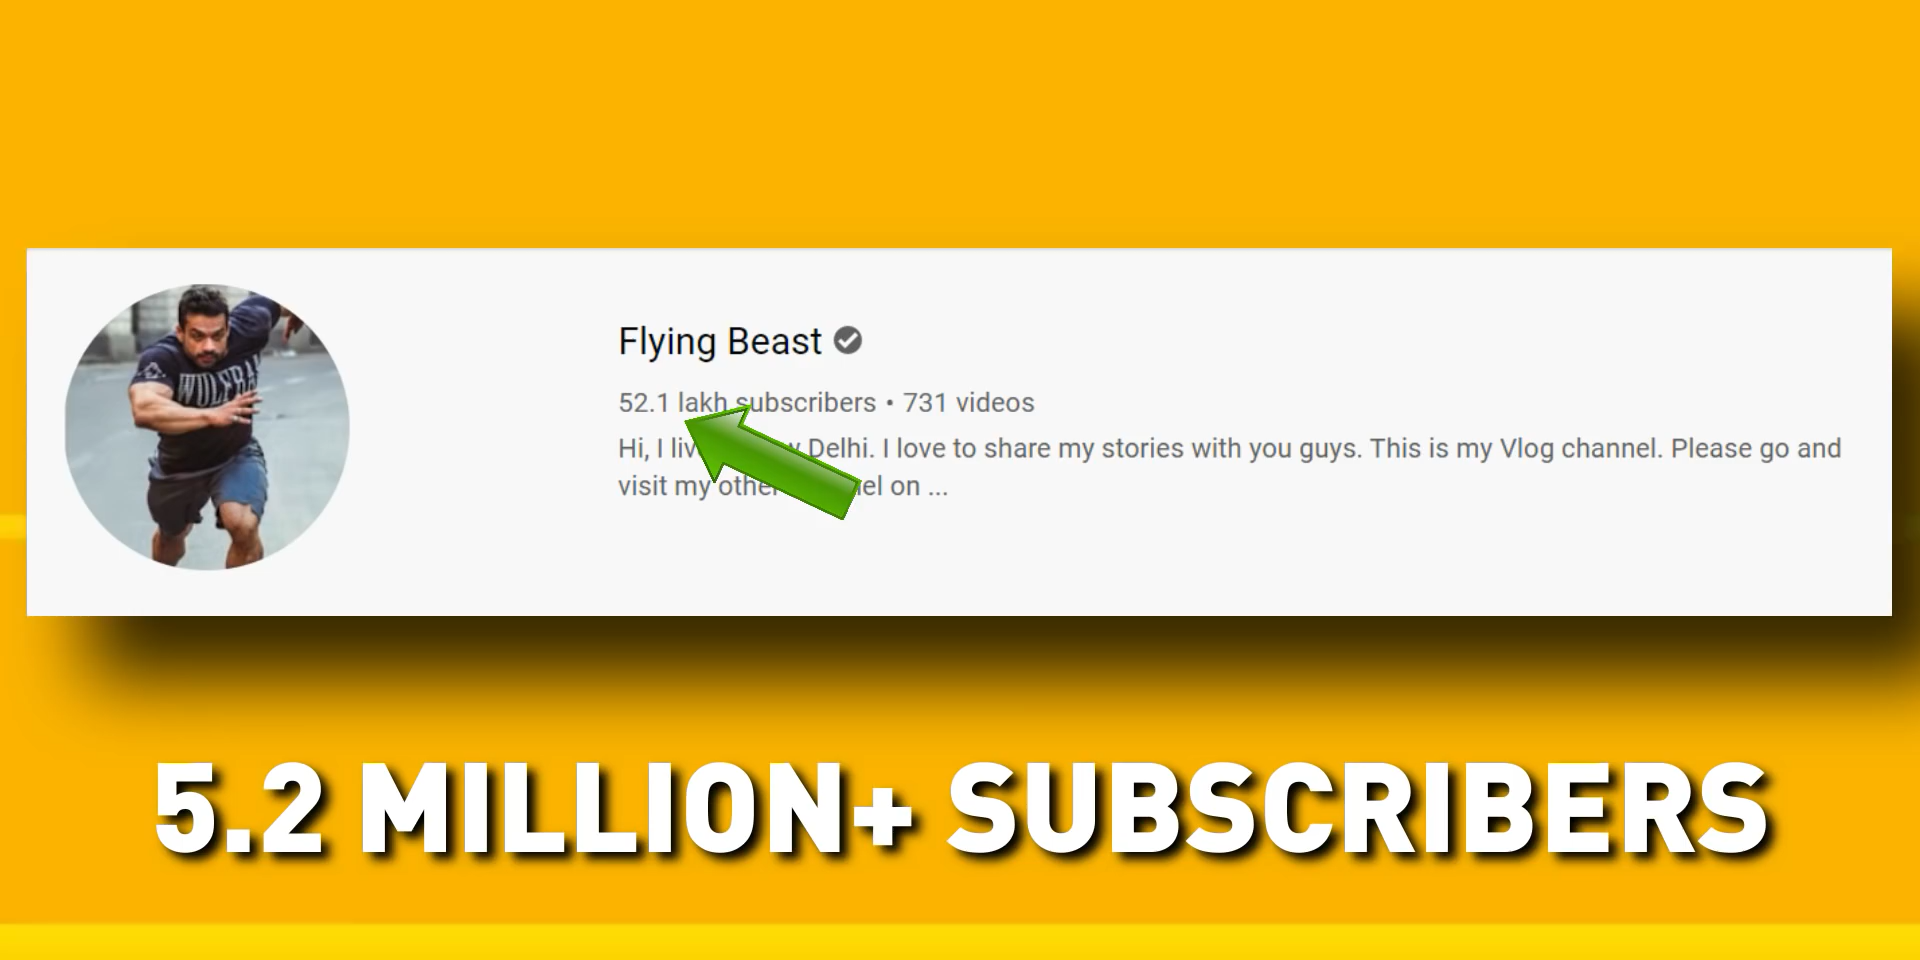 WOLFRA
Flying Beast
52.1 lakh subscribers • 731 videos
Hi, I Delhi. I love to share my stories with you guys. This is my Vlog channel. Please go and
visit my on ...
5.2 MILLION+ SUBSCRIBERS